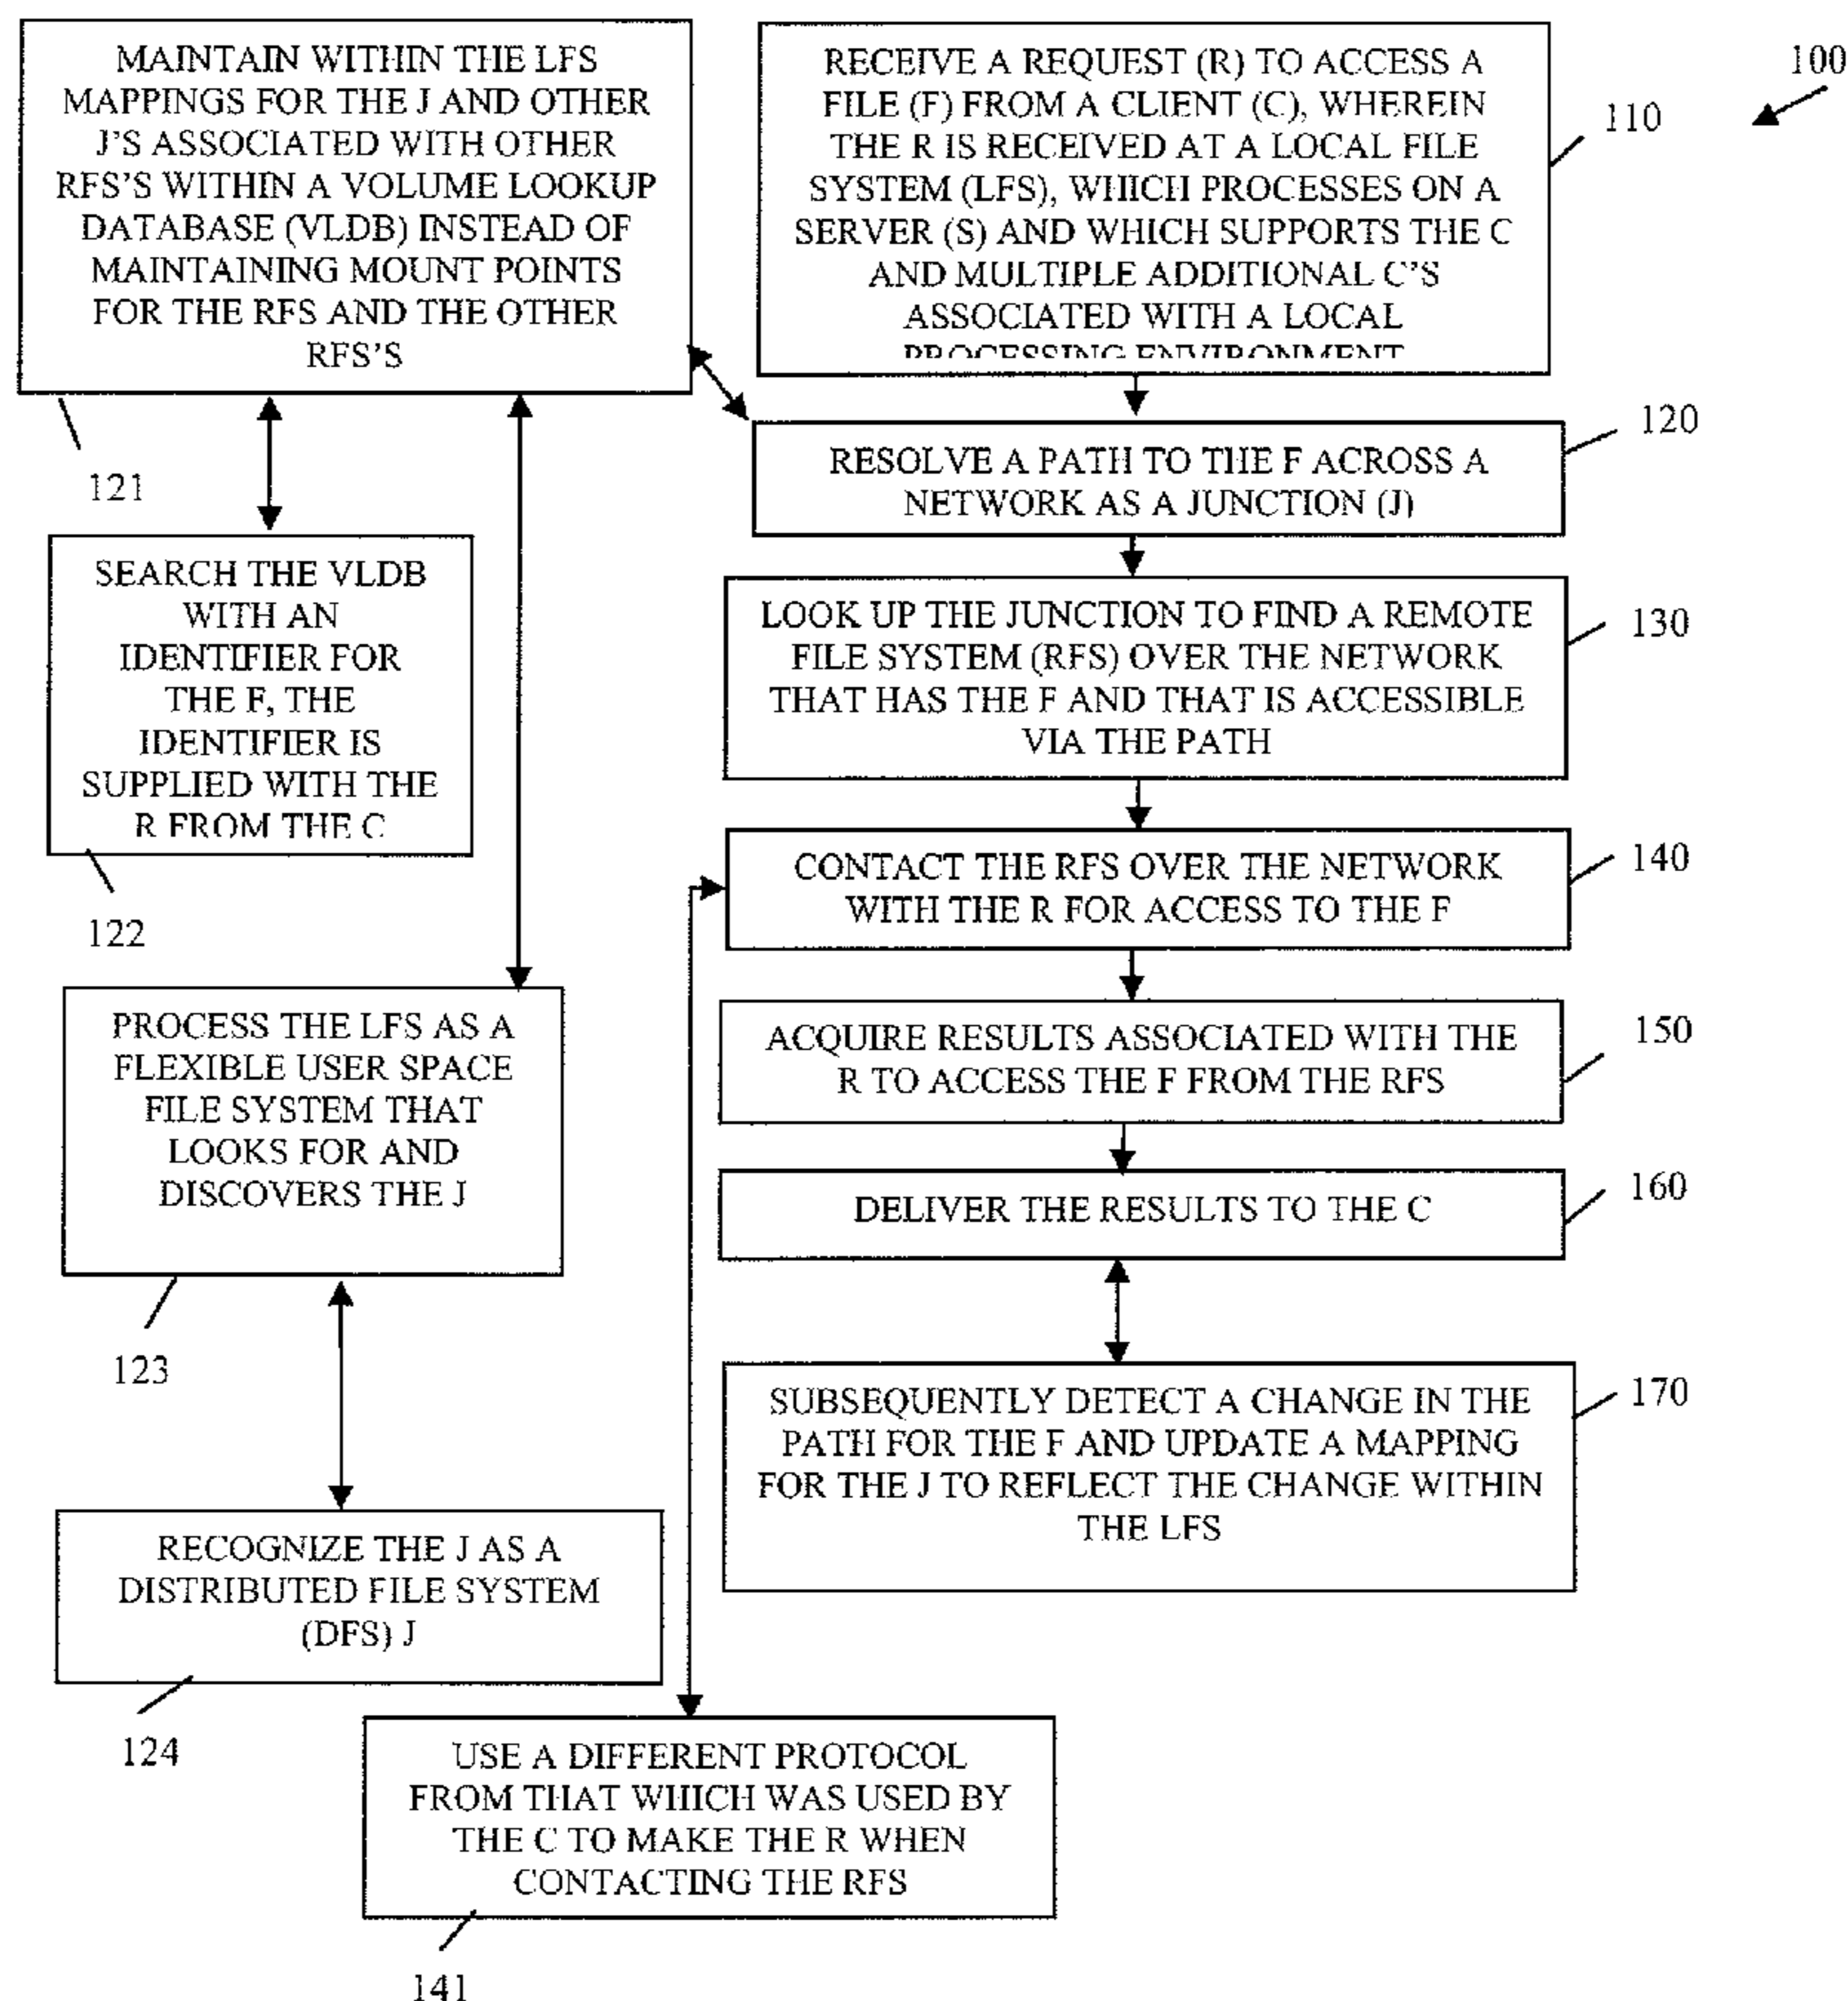 100
RECEIVE A REQUEST (R) TO ACCESS A
FILE (F) FROM A CLIENT (C), WHEREIN
THE R IS RECEIVED AT A LOCAL FILE
SYSTEM (LFS), WHICH PROCESSES ON A
SERVER (S) AND WHICH SUPPORTS THE C
AND MULTIPLE ADDITIONAL C'S
ASSOCIATED WITH A LOCAL
PROCESSING ENVIRONMENT
110
MAINTAIN WITHIN THE LFS
MAPPINGS FOR THE J AND OTHER
J'S ASSOCIATED WITH OTHER
RFS'S WITHIN A VOLUME LOOKUP
DATABASE (VLDB) INSTEAD OF
MAINTAINING MOUNT POINTS
FOR THE RFS AND THE OTHER
RFS'S
121
RESOLVE A PATH TO THE F ACROSS A
NETWORK AS A JUNCTION (J)
120
SEARCH THE VLDB
WITH AN
IDENTIFIER FOR
THE F, THE
IDENTIFIER IS
SUPPLIED WITH THE
R FROM THE C
122
LOOK UP THE JUNCTION TO FIND A REMOTE
FILE SYSTEM (RFS) OVER THE NETWORK
THAT HAS THE F AND THAT IS ACCESSIBLE
VIA THE PATH
130
CONTACT THE RFS OVER THE NETWORK
WITH THE R FOR ACCESS TO THE F
140
PROCESS THE LFS AS A
FLEXIBLE USER SPACE
FILE SYSTEM THAT
LOOKS FOR AND
DISCOVERS THE J
123
ACQUIRE RESULTS ASSOCIATED WITH THE
R TO ACCESS THE F FROM THE RFS
150
DELIVER THE RESULTS TO THE C
160
SUBSEQUENTLY DETECT A CHANGE IN THE
PATH FOR THE F AND UPDATE A MAPPING
FOR THE J TO REFLECT THE CHANGE WITHIN
THE LFS
170
RECOGNIZE THE J AS A
DISTRIBUTED FILE SYSTEM
(DFS) J
124
USE A DIFFERENT PROTOCOL
FROM THAT WHICH WAS USED BY
THE C TO MAKE THE R WHEN
CONTACTING THE RFS
141